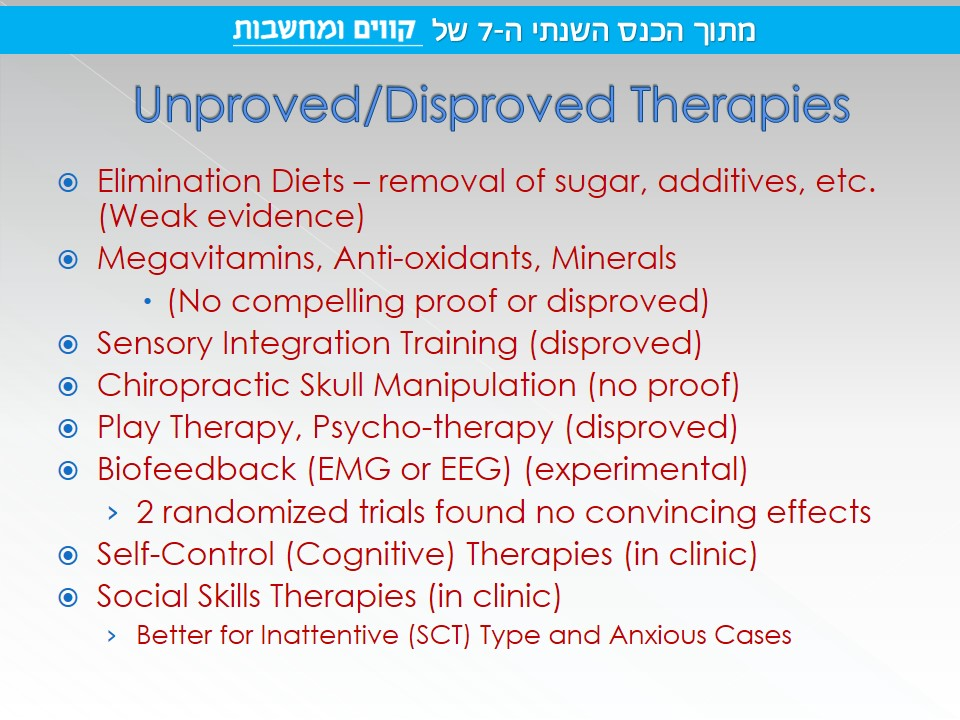 מתוך הכנס השנתי ה-7 של קווים ומחשבות
Unproved/Disproved Therapies
Elimination Diets – removal of sugar, additives, etc.
(Weak evidence)
Megavitamins, Anti-oxidants, Minerals
(No compelling proof or disproved)
Sensory Integration Training (disproved)
Chiropractic Skull Manipulation (no proof)
Play Therapy, Psycho-therapy (disproved)
Biofeedback (EMG or EEG) (experimental)
2 randomized trials found no convincing effects
Self-Control (Cognitive) Therapies (in clinic)
Social Skills Therapies (in clinic)
Better for Inattentive (SCT) Type and Anxious Cases